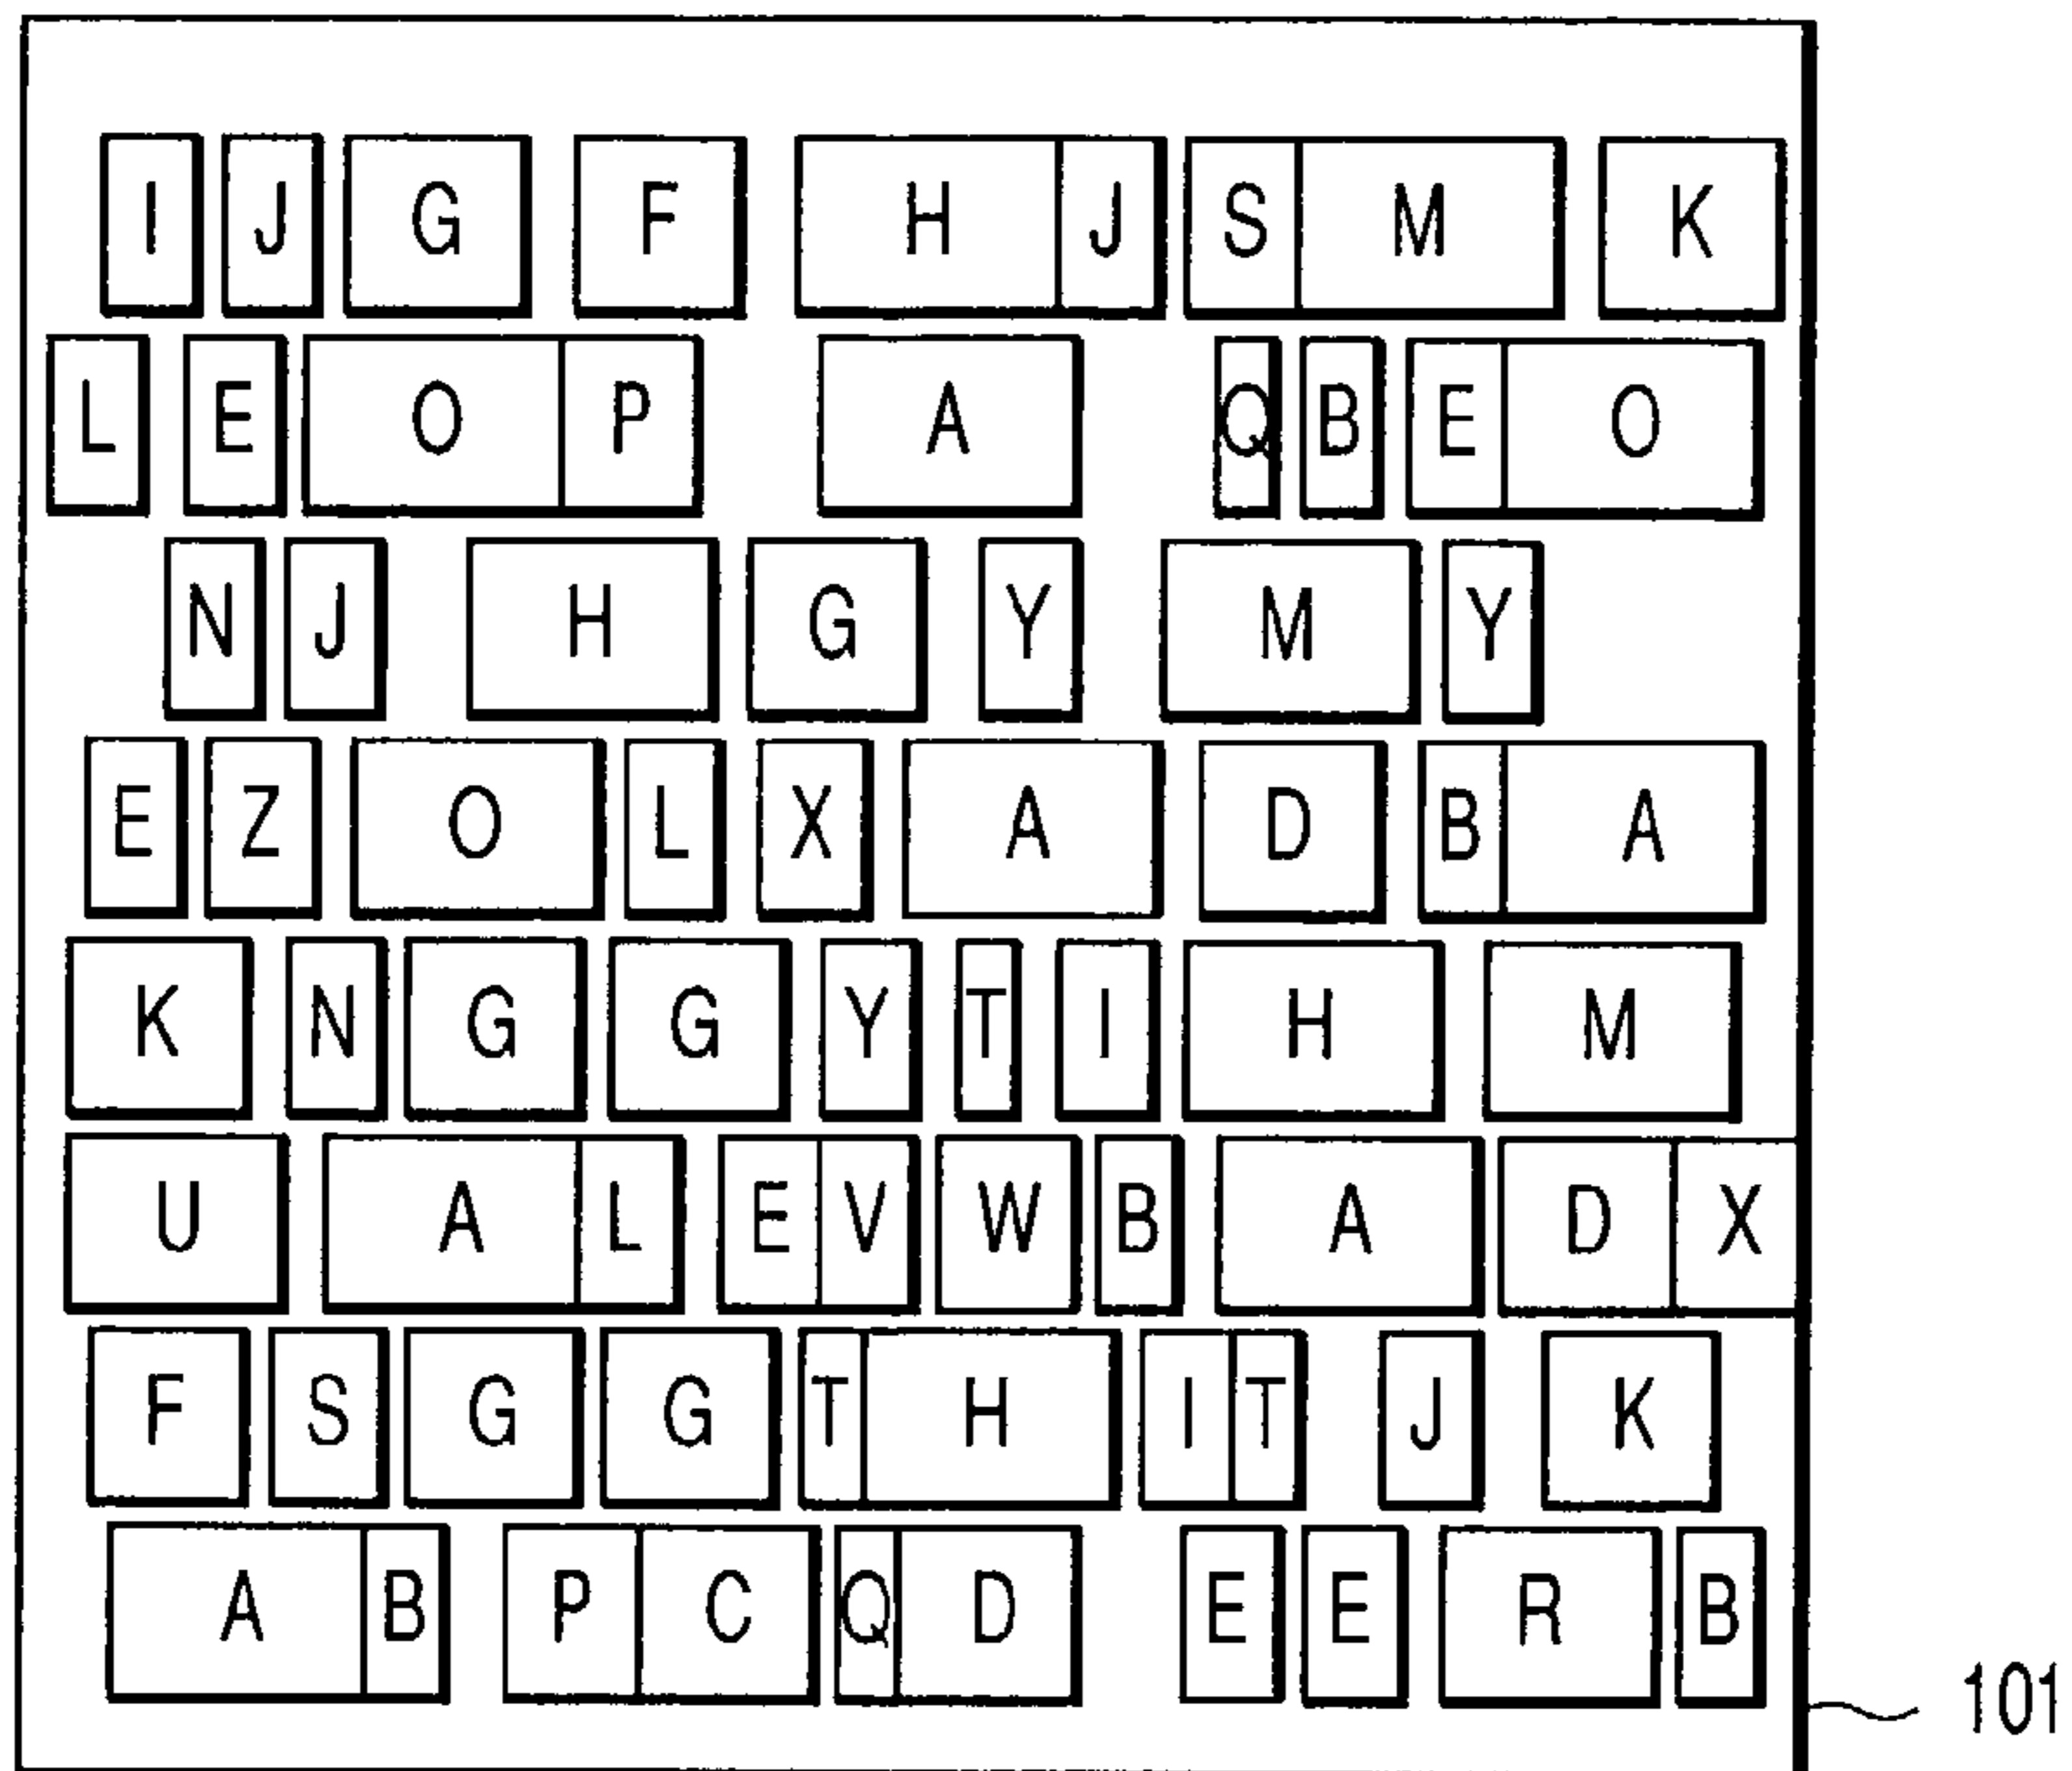 I J G F H J S M K
L E O P A Q B E O
N J H G Y M Y
E Z O L X A D B A
K N G G Y T I H M
U A L E V W B A D X
F S G G T H I T J K
A B P C Q D E E R B
101